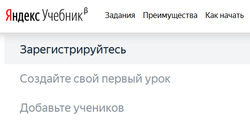 Яндекс Учебник β Задания Преимущества Как начать
Зарегистрируйтесь
Создайте свой первый урок
Добавьте учеников